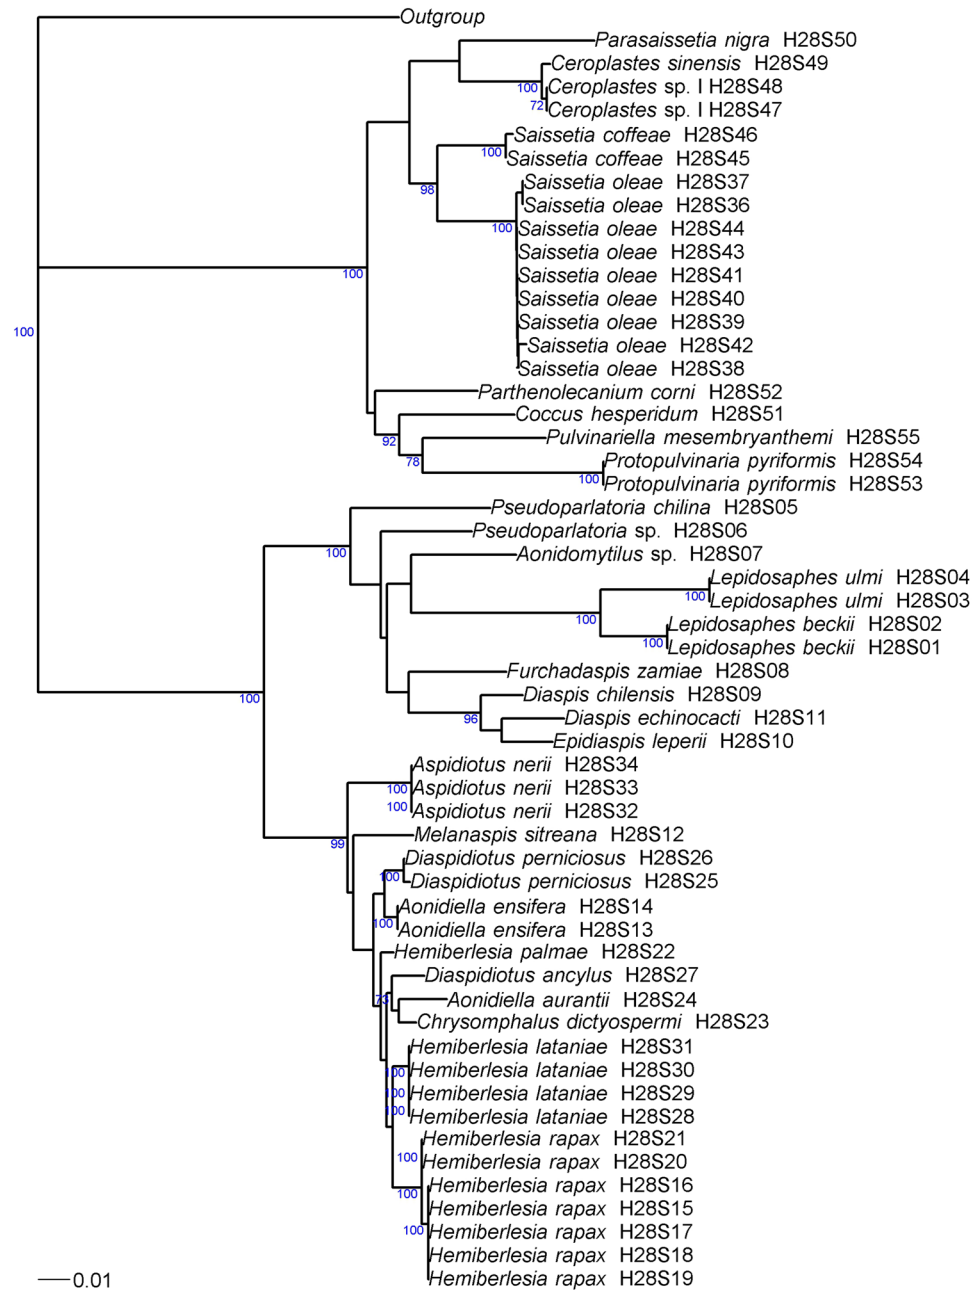 Outgroup
Parasaissetia nigra H28S50
Ceroplastes sinensis H28S49
100
Ceroplastes sp. I H28S48
72
Ceroplastes sp. I H28S47
Saissetia coffeae H28S46
100
Saissetia coffeae H28S45
Saissetia oleae H28S37
98
Saissetia oleae H28S36
100
Saissetia oleae H28S44
Saissetia oleae H28S43
100
Saissetia oleae H28S41
Saissetia oleae H28S40
Saissetia oleae H28S39
100
Saissetia oleae H28S42
Saissetia oleae H28S38
Parthenolecanium corni H28S52
Coccus hesperidum H28S51
92
Pulvinariella mesembryanthemi H28S55
78
Protopulvinaria pyriformis H28S54
100
Protopulvinaria pyriformis H28S53
Pseudoparlatoria chilina H28S05
Pseudoparlatoria sp. H28S06
100
Aonidomytilus sp. H28S07
Lepidosaphes ulmi H28S04
100
Lepidosaphes ulmi H28S03
100
Lepidosaphes beckii H28S02
100
Lepidosaphes beckii H28S01
Furchadaspis zamiae H28S08
100
Diaspis chilensis H28S09
96
Diaspis echinocacti H28S11
Epidiaspis leperii H28S10
Aspidiotus nerii H28S34
100
Aspidiotus nerii H28S33
100
Aspidiotus nerii H28S32
Melanaspis sitreana H28S12
99
Diaspidiotus perniciosus H28S26
100
Diaspidiotus perniciosus H28S25
Aonidiella ensifera H28S14
100
Aonidiella ensifera H28S13
Hemiberlesia palmae H28S22
Diaspidiotus ancylus H28S27
73
Aonidiella aurantii H28S24
Chrysomphalus dictyospermi H28S23
Hemiberlesia lataniae H28S31
100
Hemiberlesia lataniae H28S30
100
Hemiberlesia lataniae H28S29
100
Hemiberlesia lataniae H28S28
Hemiberlesia rapax H28S21
100
Hemiberlesia rapax H28S20
Hemiberlesia rapax H28S16
100
Hemiberlesia rapax H28S15
100
Hemiberlesia rapax H28S17
Hemiberlesia rapax H28S18
Hemiberlesia rapax H28S19
0.01